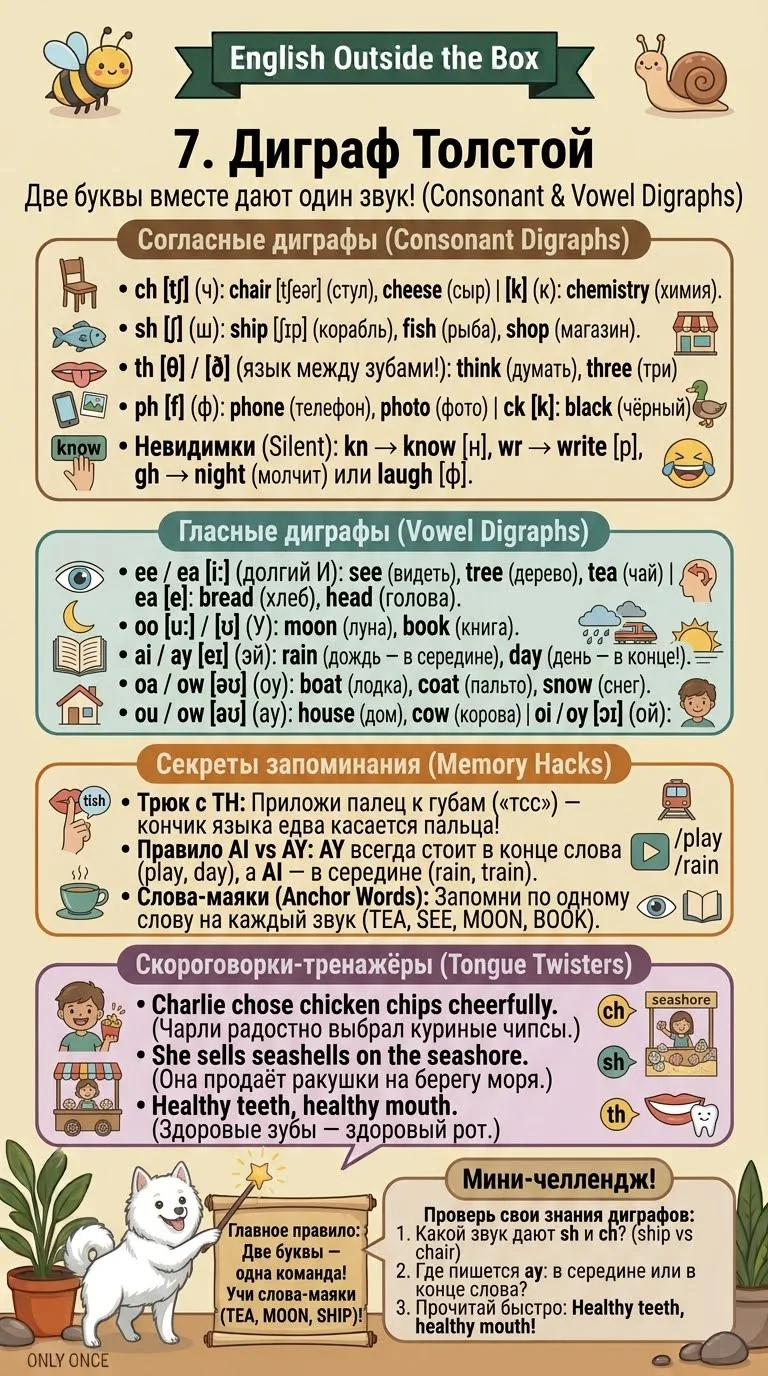 English Outside the Box
7. Диграф Толстой
Две буквы вместе дают один звук! (Consonant & Vowel Digraphs)
Согласные диграфы (Consonant Digraphs)
• ch [tʃ] (ч): chair [tʃeər] (стул), cheese (сыр) | [k] (к): chemistry (химия).
• sh [ʃ] (ш): ship [ʃɪp] (корабль), fish (рыба), shop (магазин).
• th [θ] / [ð] (язык между зубами!): think (думать), three (три)
• ph [f] (ф): phone (телефон), photo (фото) | ck [k]: black (чёрный)
know
• Невидимки (Silent): kn → know [н], wr → write [р],
gh → night (молчит) или laugh [ф].
Гласные диграфы (Vowel Digraphs)
• ee / ea [i:] (долгий И): see (видеть), tree (дерево), tea (чай) |
ea [e]: bread (хлеб), head (голова).
• oo [u:] / [ʊ] (У): moon (луна), book (книга).
• ai / ay [eɪ] (эй): rain (дождь — в середине), day (день — в конце!).
• oa / ow [əʊ] (оу): boat (лодка), coat (пальто), snow (снег).
• ou / ow [aʊ] (ау): house (дом), cow (корова) | oi / oy [ɔɪ] (ой):
Секреты запоминания (Memory Hacks)
tish
• Трюк с TH: Приложи палец к губам («тсс») —
кончик языка едва касается пальца!
• Правило AI vs AY: AY всегда стоит в конце слова
(play, day), а AI — в середине (rain, train).
/play
/rain
• Слова-маяки (Anchor Words): Запомни по одному
слову на каждый звук (TEA, SEE, MOON, BOOK).
Скороговорки-тренажёры (Tongue Twisters)
• Charlie chose chicken chips cheerfully.
(Чарли радостно выбрал куриные чипсы.)
ch
seashore
• She sells seashells on the seashore.
(Она продаёт ракушки на берегу моря.)
sh
• Healthy teeth, healthy mouth.
(Здоровые зубы — здоровый рот.)
th
Главное правило:
Две буквы —
одна команда!
Учи слова-маяки
(TEA, MOON, SHIP)!
Мини-челлендж!
Проверь свои знания диграфов:
1. Какой звук дают sh и ch? (ship vs
chair)
2. Где пишется ay: в середине или в
конце слова?
3. Прочитай быстро: Healthy teeth,
healthy mouth!
ONLY ONCE